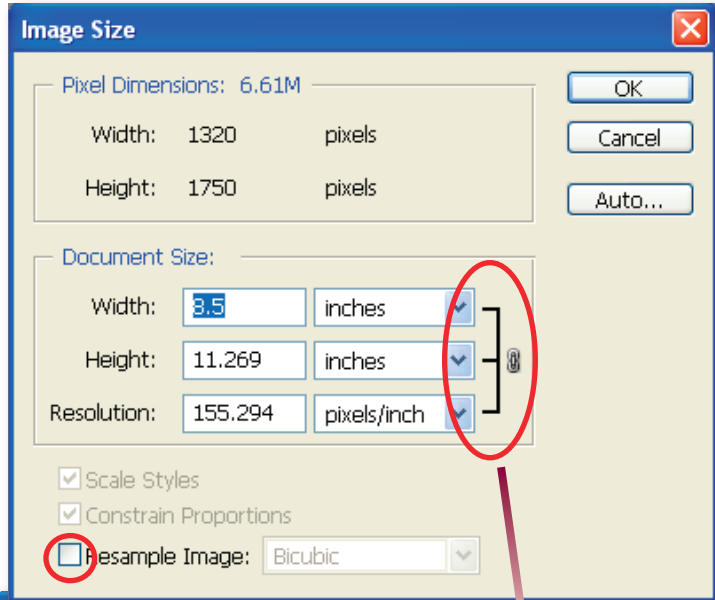 Image Size
Pixel Dimensions: 6.61M
OK
Width: 1320 pixels
Cancel
Height: 1750 pixels
Auto...
Document Size:
Width: 8.5 inches
Height: 11.269 inches
Resolution: 155.294 pixels/inch
Scale Styles
Constrain Proportions
Resample Image: Bicubic